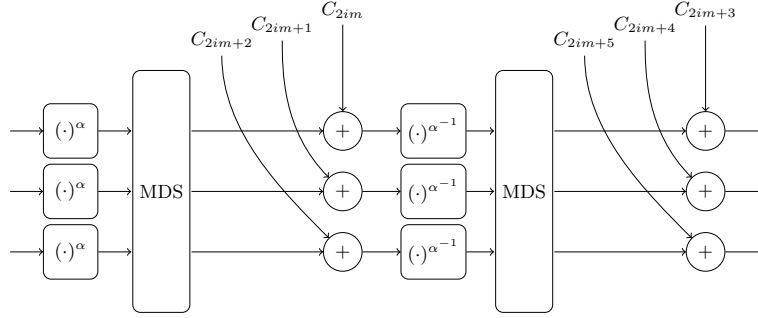 C_{2im}
C_{2im+1}
C_{2im+2}
C_{2im+3}
C_{2im+4}
C_{2im+5}
(·)^α + (·)^{α^{-1}} +
(·)^α MDS + (·)^{α^{-1}} MDS +
(·)^α + (·)^{α^{-1}} +